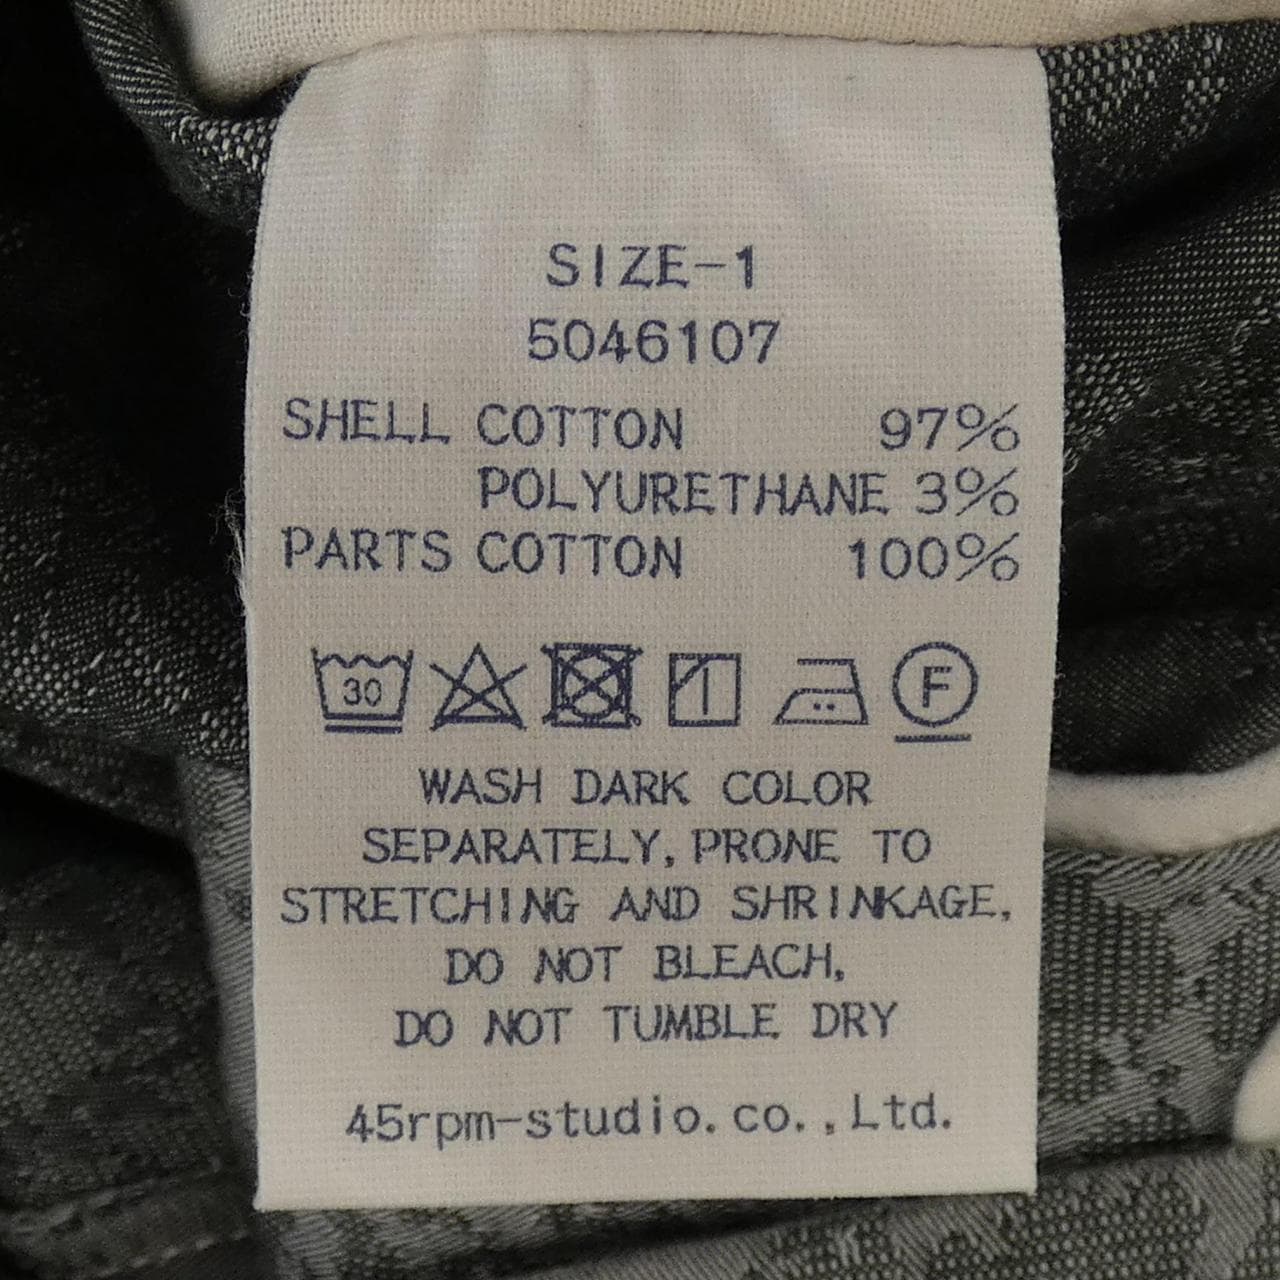 SIZE-1
5046107
SHELL COTTON 97%
POLYURETHANE 3%
PARTS COTTON 100%
30 F
WASH DARK COLOR
SEPARATELY, PRONE TO
STRETCHING AND SHRINKAGE,
DO NOT BLEACH,
DO NOT TUMBLE DRY
45rpm-studio.co.,Ltd.